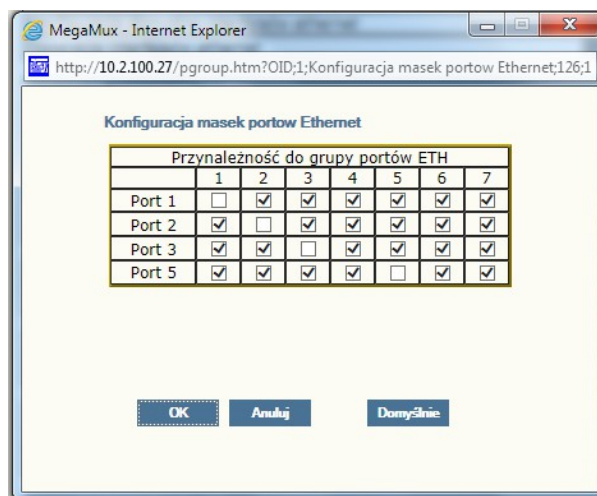 MegaMux - Internet Explorer
http://10.2.100.27/pgroup.htm?OID;1;Konfiguracja masek portow Ethernet;126;1
Konfiguracja masek portow Ethernet
Przynależność do grupy portów ETH
1 2 3 4 5 6 7
Port 1
Port 2
Port 3
Port 5
OK Anuluj Domyślnie